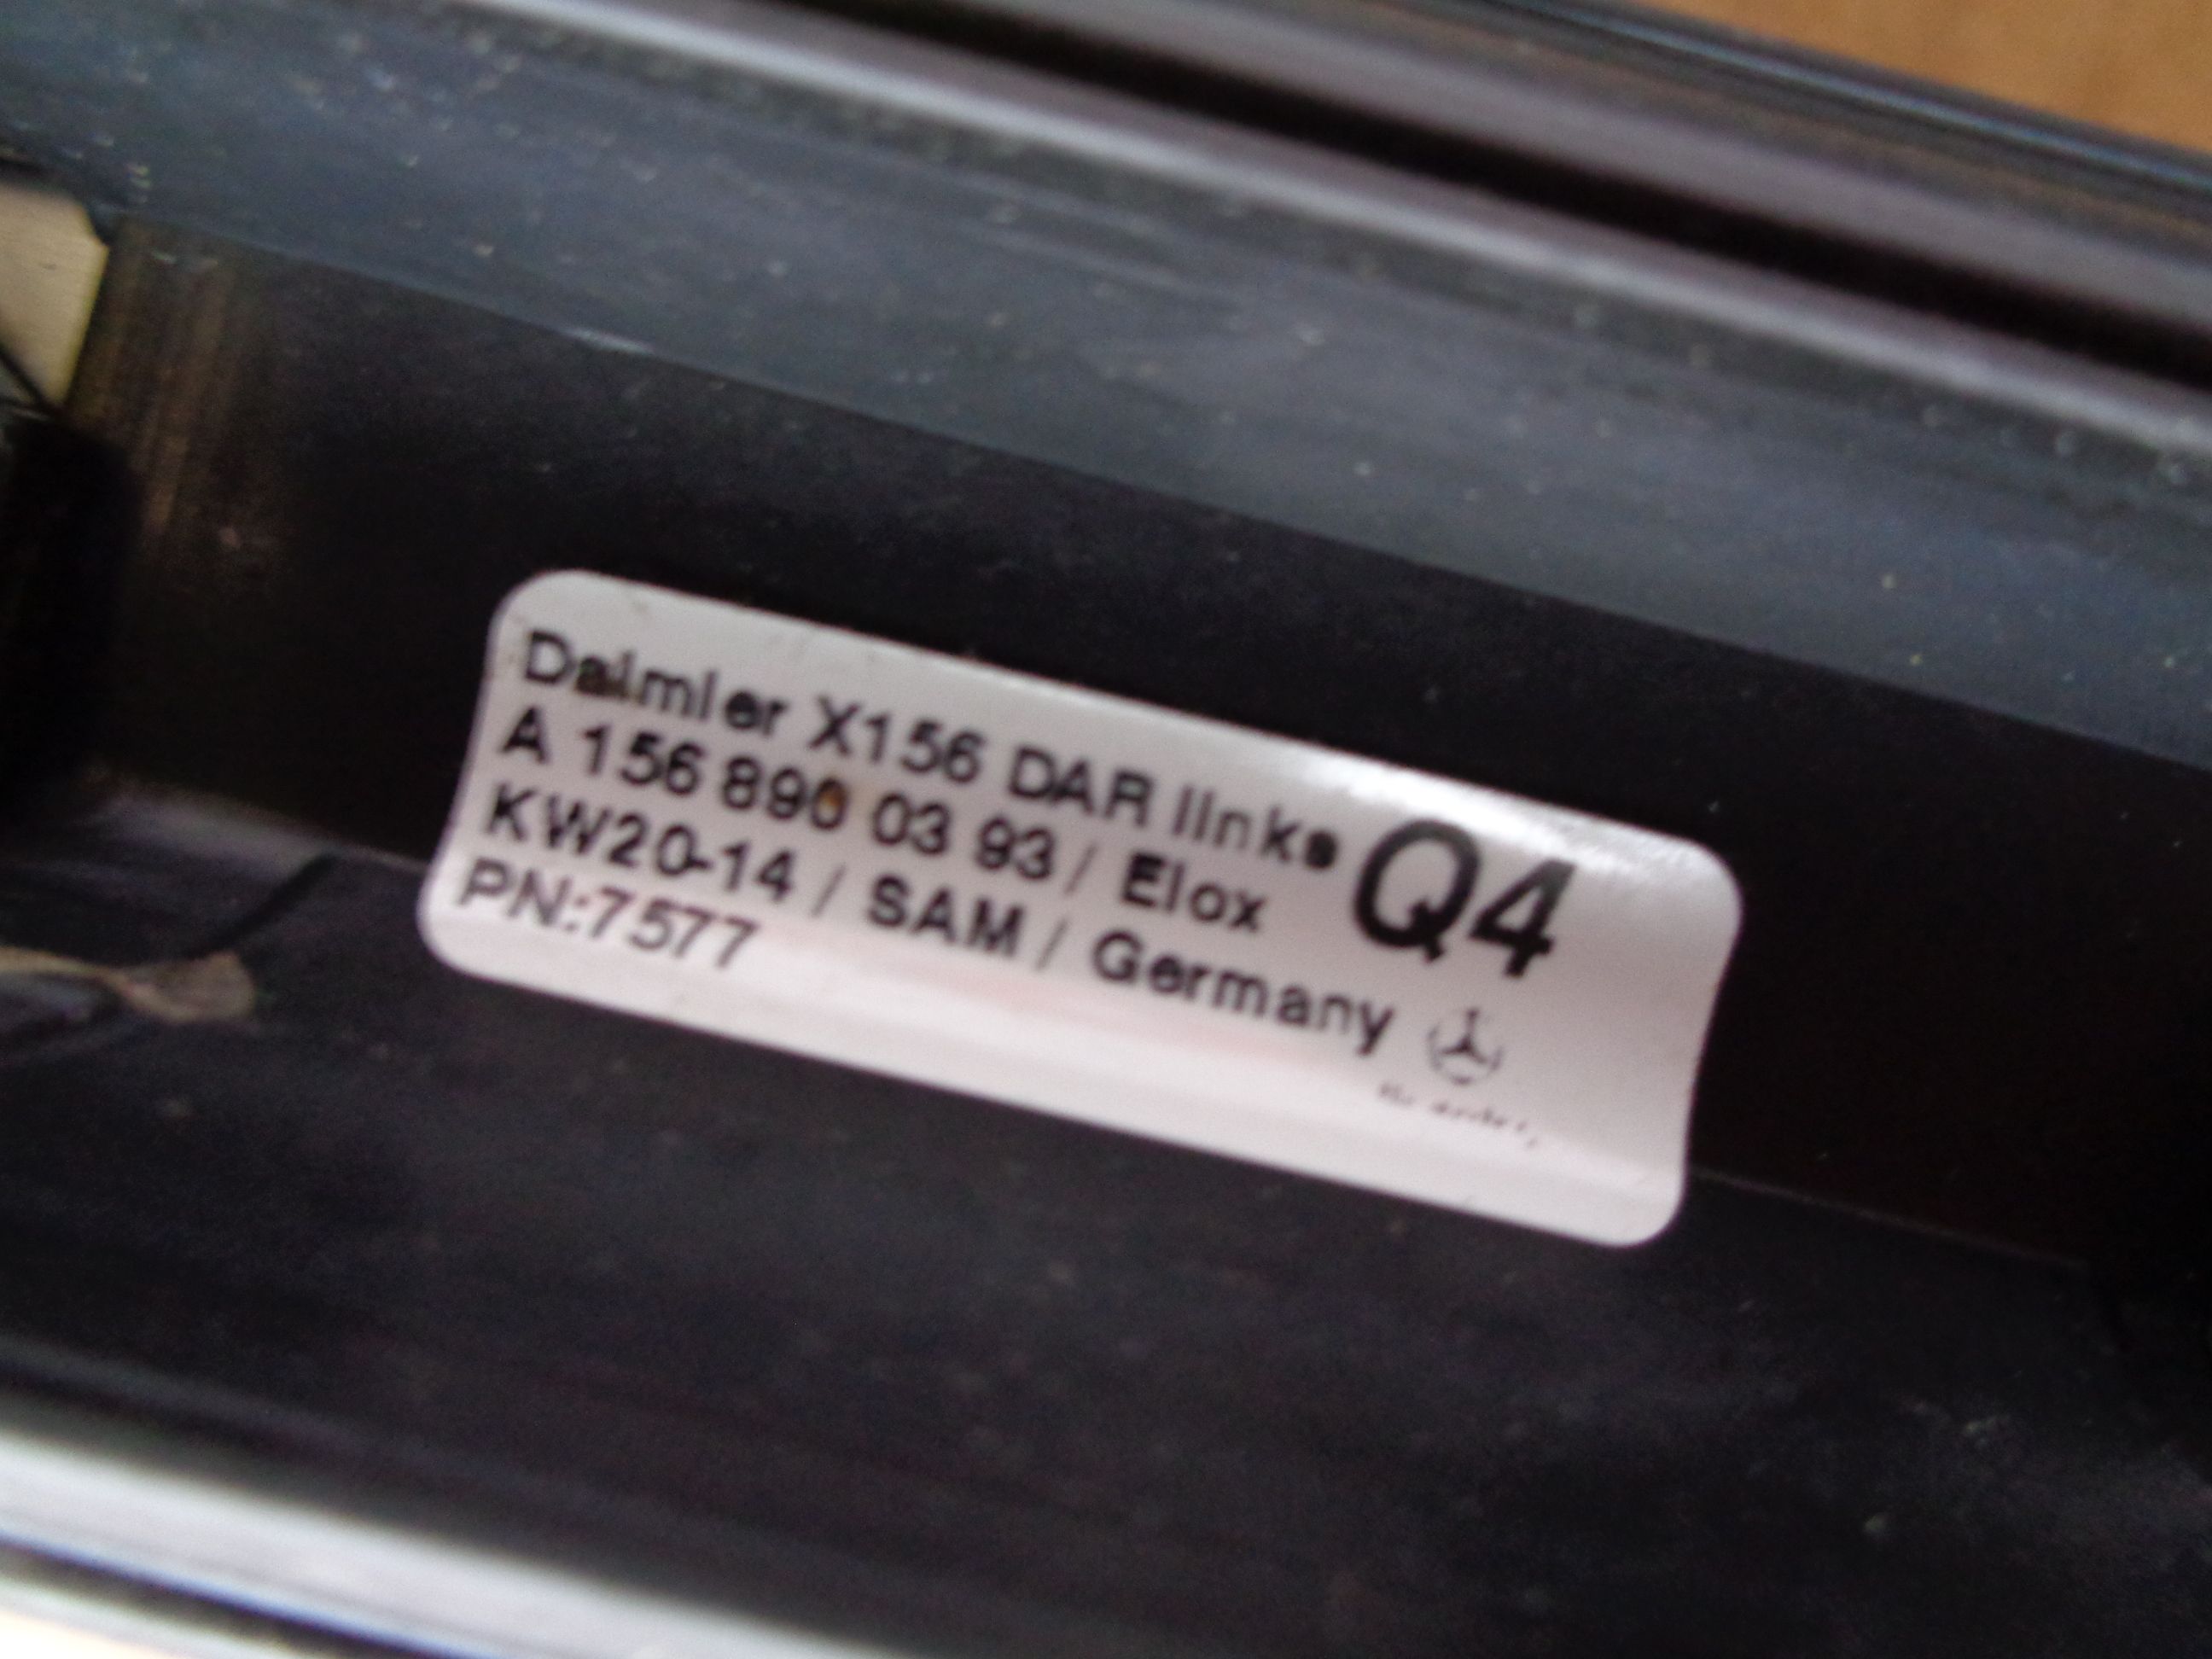 Daimler X156 DAR links
A 156 890 03 93 / Elox
Q4
KW20-14 / SAM / Germany
PN:7577